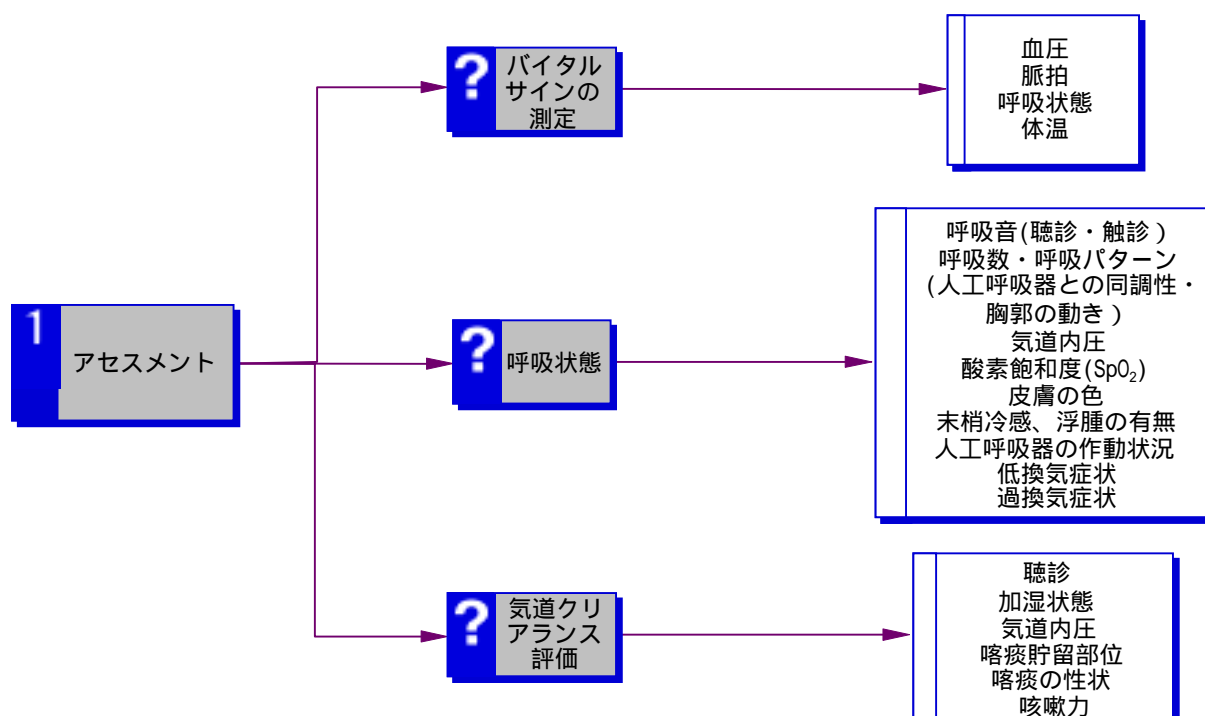 1
アセスメント
?
バイタル
サインの
測定
血圧
脈拍
呼吸状態
体温
?
呼吸状態
呼吸音(聴診・触診)
呼吸数・呼吸パターン
(人工呼吸器との同調性・
胸郭の動き)
気道内圧
酸素飽和度(SpO₂)
皮膚の色
末梢冷感、浮腫の有無
人工呼吸器の作動状況
低換気症状
過換気症状
?
気道クリ
アランス
評価
聴診
加湿状態
気道内圧
喀痰貯留部位
喀痰の性状
咳嗽力